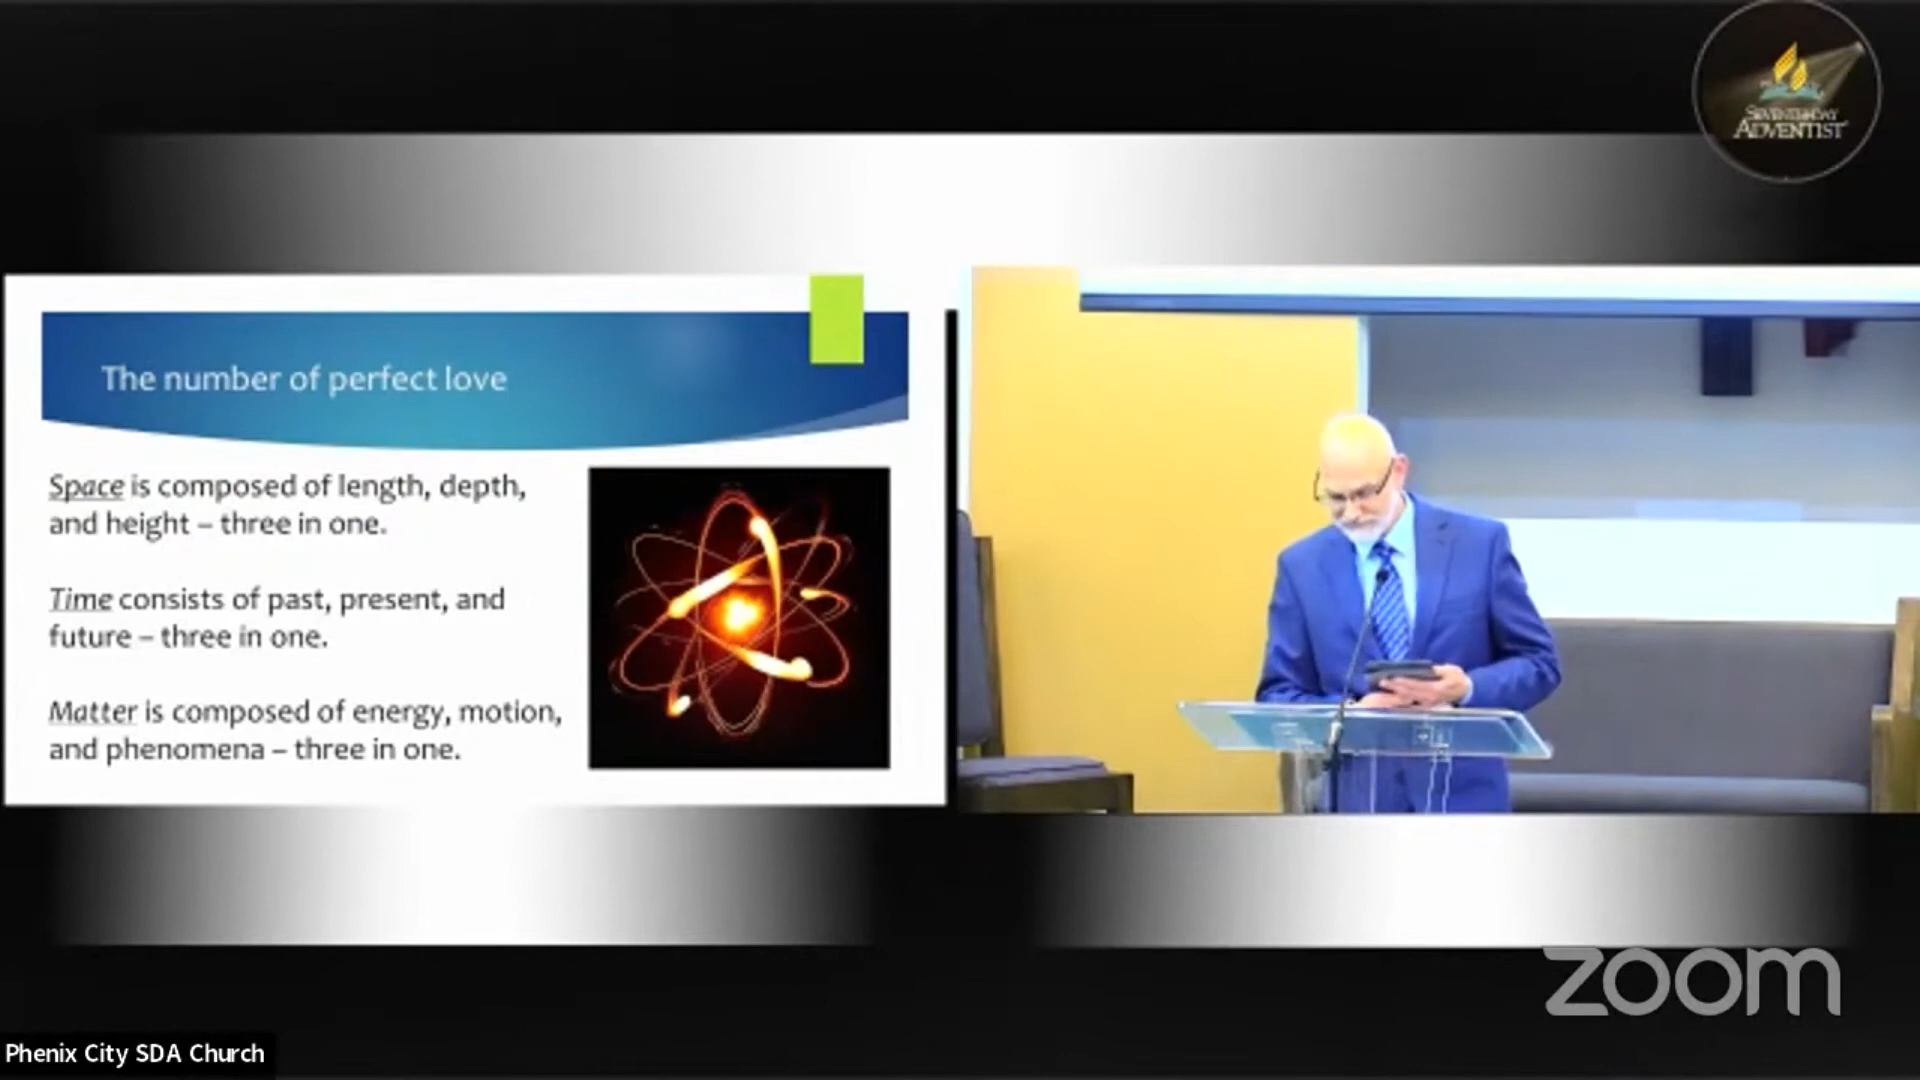 SEVENTH-DAY
ADVENTIST
The number of perfect love
Space is composed of length, depth,
and height – three in one.
Time consists of past, present, and
future – three in one.
Matter is composed of energy, motion,
and phenomena – three in one.
zoom
Phenix City SDA Church